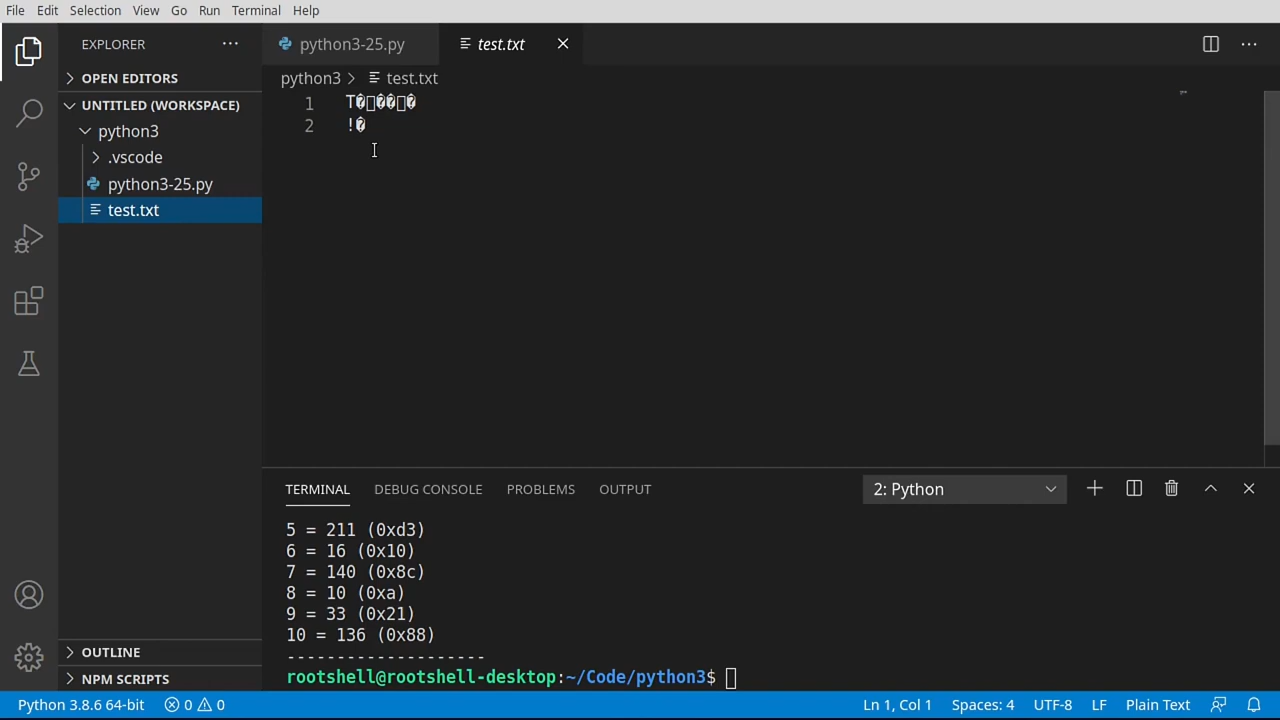 File Edit Selection View Go Run Terminal Help
EXPLORER ...
python3-25.py
test.txt
OPEN EDITORS
python3 > test.txt
UNTITLED (WORKSPACE)
1 T�▯��▯�
2 !�
python3
.vscode
python3-25.py
test.txt
TERMINAL DEBUG CONSOLE PROBLEMS OUTPUT
2: Python
5 = 211 (0xd3)
6 = 16 (0x10)
7 = 140 (0x8c)
8 = 10 (0xa)
9 = 33 (0x21)
10 = 136 (0x88)
--------------------
rootshell@rootshell-desktop:~/Code/python3$
OUTLINE
NPM SCRIPTS
Python 3.8.6 64-bit 0 0 Ln 1, Col 1 Spaces: 4 UTF-8 LF Plain Text